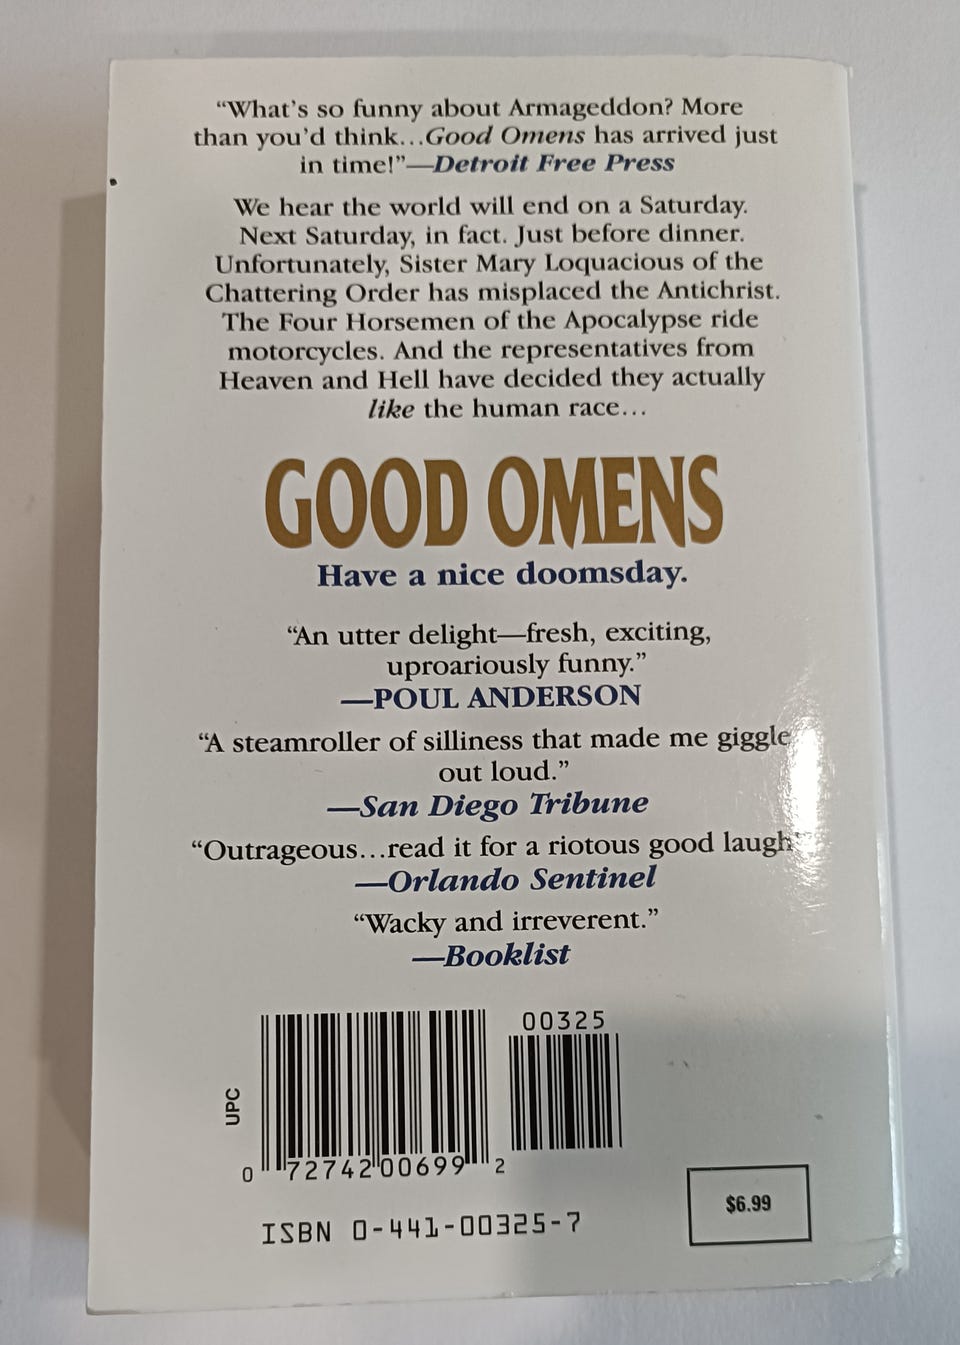 “What’s so funny about Armageddon? More
than you’d think...Good Omens has arrived just
in time!”—Detroit Free Press
We hear the world will end on a Saturday.
Next Saturday, in fact. Just before dinner.
Unfortunately, Sister Mary Loquacious of the
Chattering Order has misplaced the Antichrist.
The Four Horsemen of the Apocalypse ride
motorcycles. And the representatives from
Heaven and Hell have decided they actually
like the human race...
GOOD OMENS
Have a nice doomsday.
“An utter delight—fresh, exciting,
uproariously funny.”
—POUL ANDERSON
“A steamroller of silliness that made me giggle
out loud.”
—San Diego Tribune
“Outrageous...read it for a riotous good laugh”
—Orlando Sentinel
“Wacky and irreverent.”
—Booklist
00325
UPC
0 72742 00699 2
ISBN 0-441-00325-7
$6.99